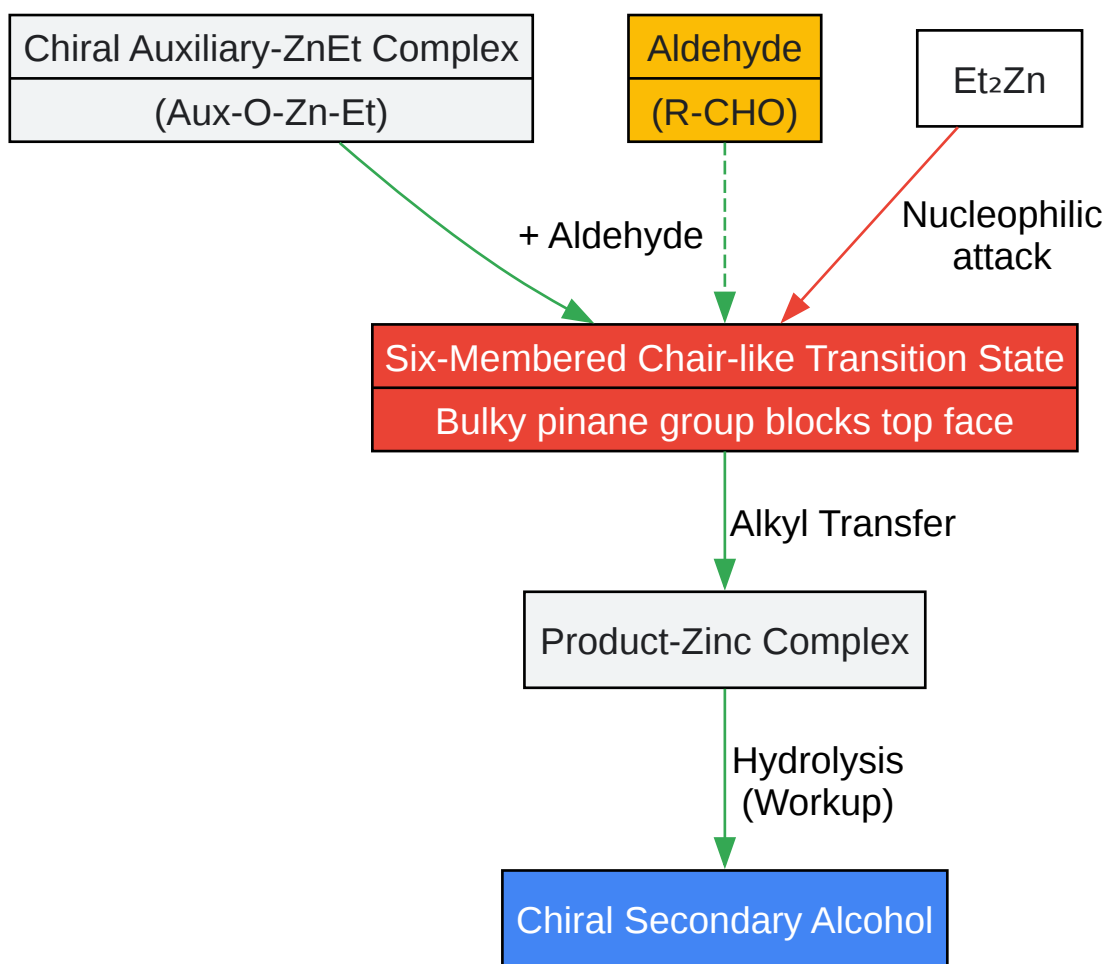 Chiral Auxiliary-ZnEt Complex
(Aux-O-Zn-Et)
Aldehyde
(R-CHO)
Et₂Zn
+ Aldehyde
Nucleophilic
attack
Six-Membered Chair-like Transition State
Bulky pinane group blocks top face
Alkyl Transfer
Product-Zinc Complex
Hydrolysis
(Workup)
Chiral Secondary Alcohol